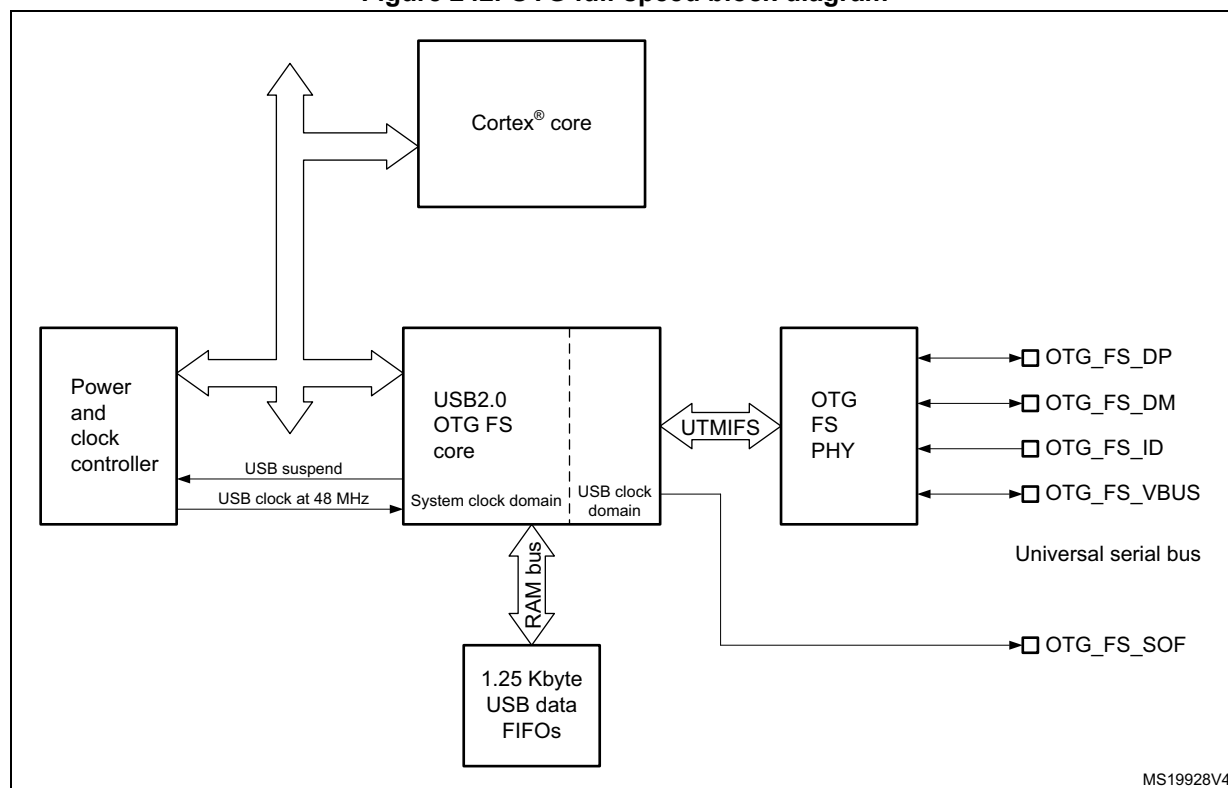 Figure OTG full-speed block diagram
Cortex® core
Power
and
clock
controller
USB2.0
OTG FS
core
System clock domain
USB clock
domain
USB suspend
USB clock at 48 MHz
UTMIFS
OTG
FS
PHY
OTG_FS_DP
OTG_FS_DM
OTG_FS_ID
OTG_FS_VBUS
Universal serial bus
RAM bus
OTG_FS_SOF
1.25 Kbyte
USB data
FIFOs
MS19928V4